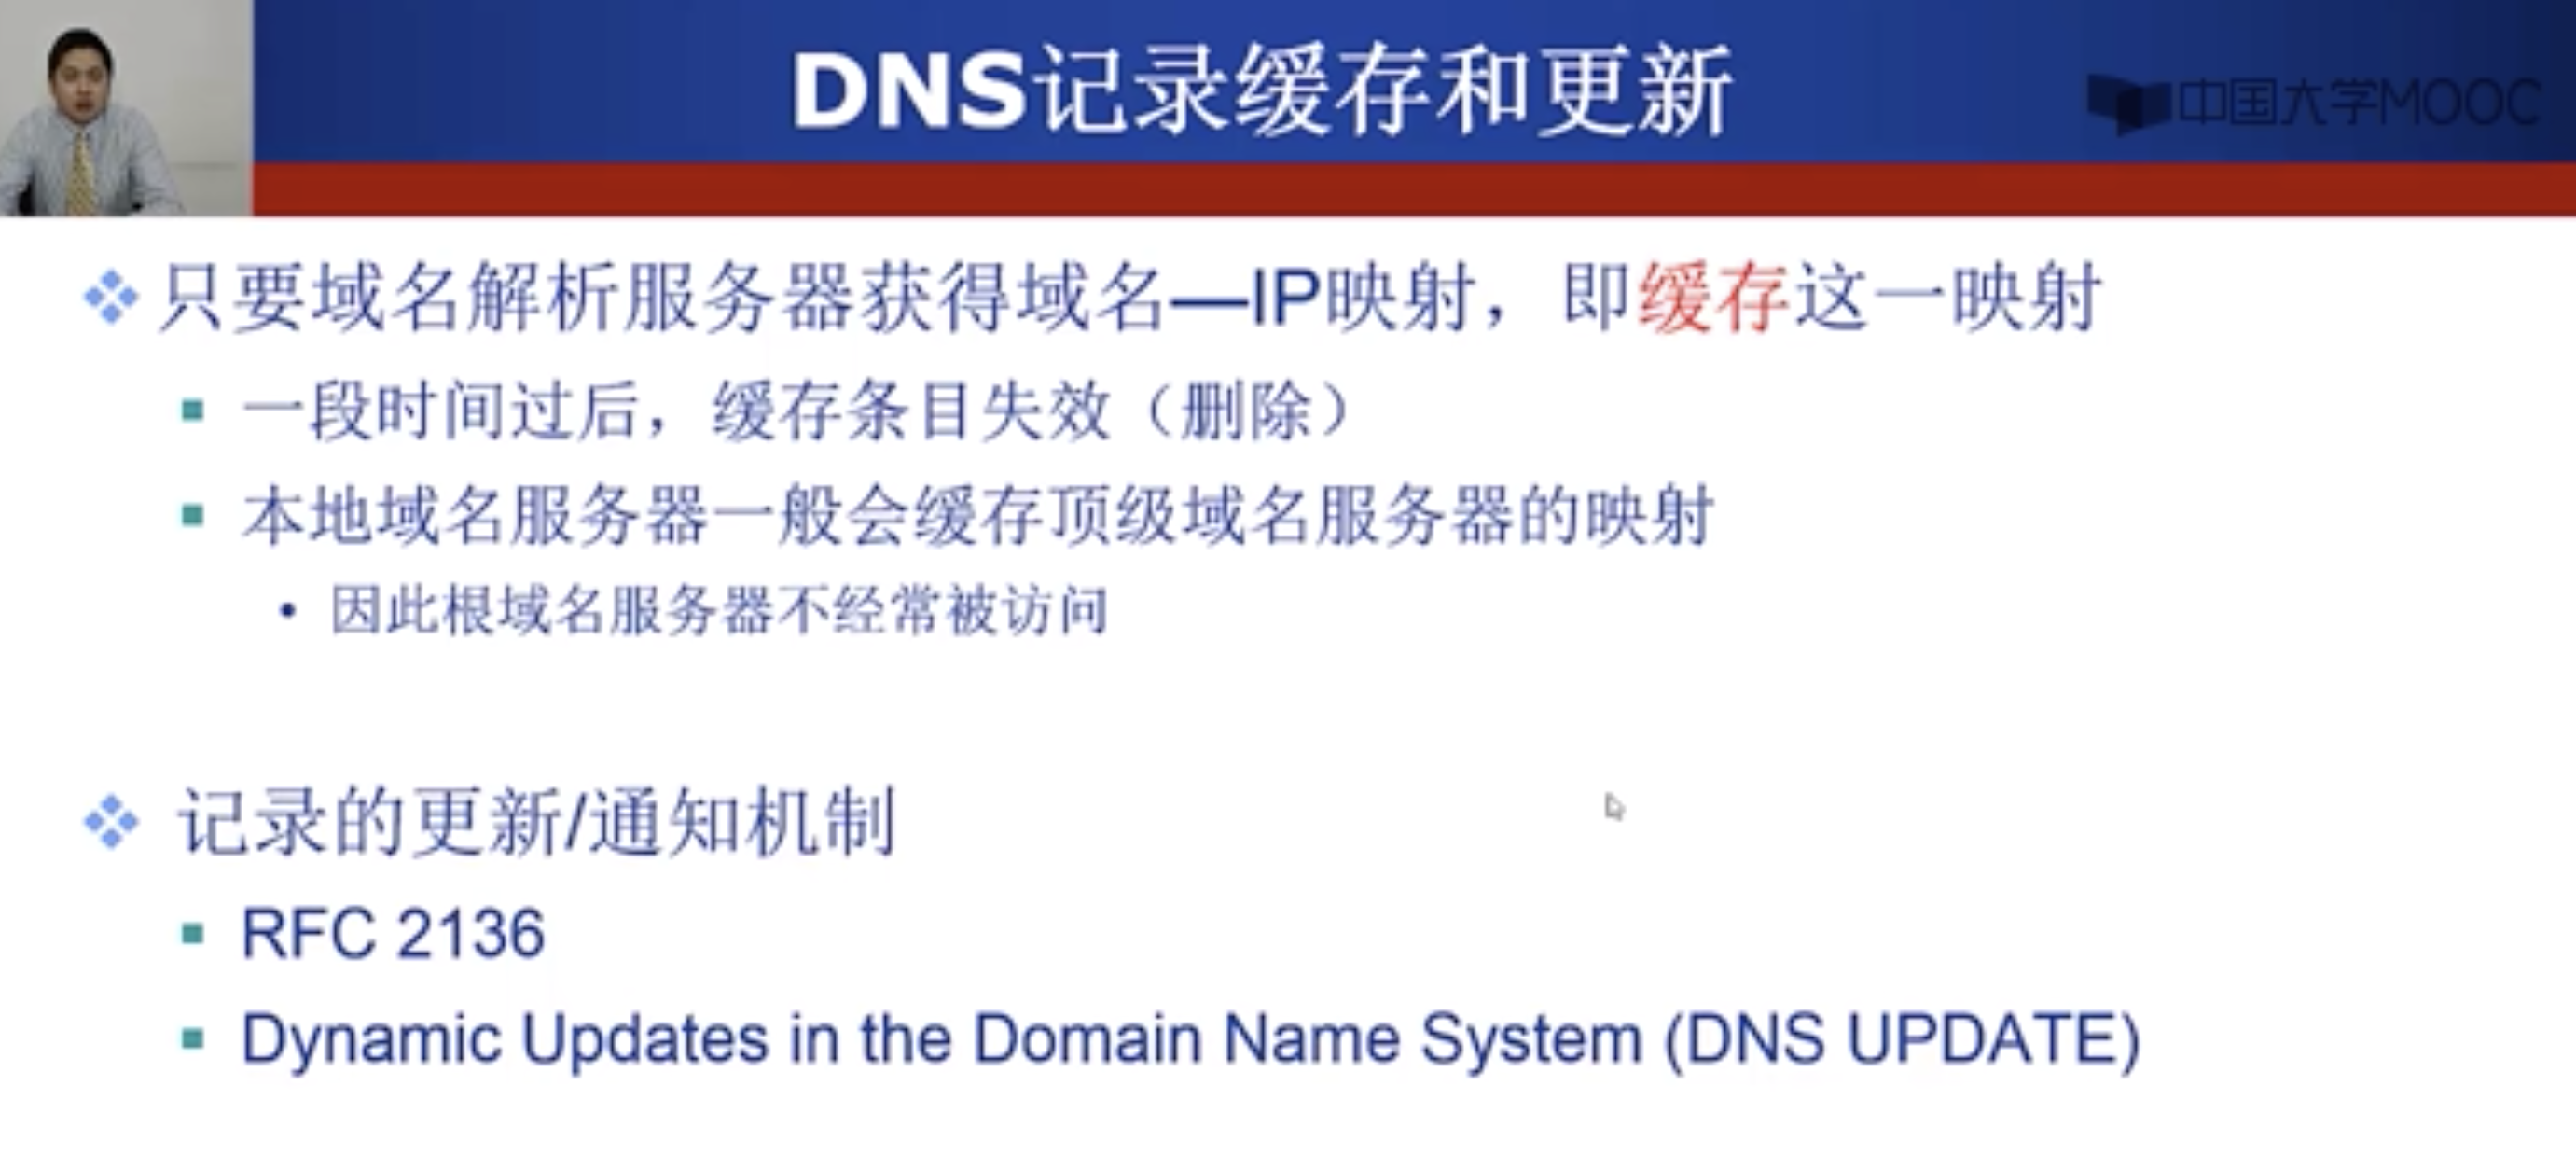 DNS记录缓存和更新
中国大学MOOC
只要域名解析服务器获得域名—IP映射，即缓存这一映射
一段时间过后，缓存条目失效（删除）
本地域名服务器一般会缓存顶级域名服务器的映射
因此根域名服务器不经常被访问
记录的更新/通知机制
RFC 2136
Dynamic Updates in the Domain Name System (DNS UPDATE)